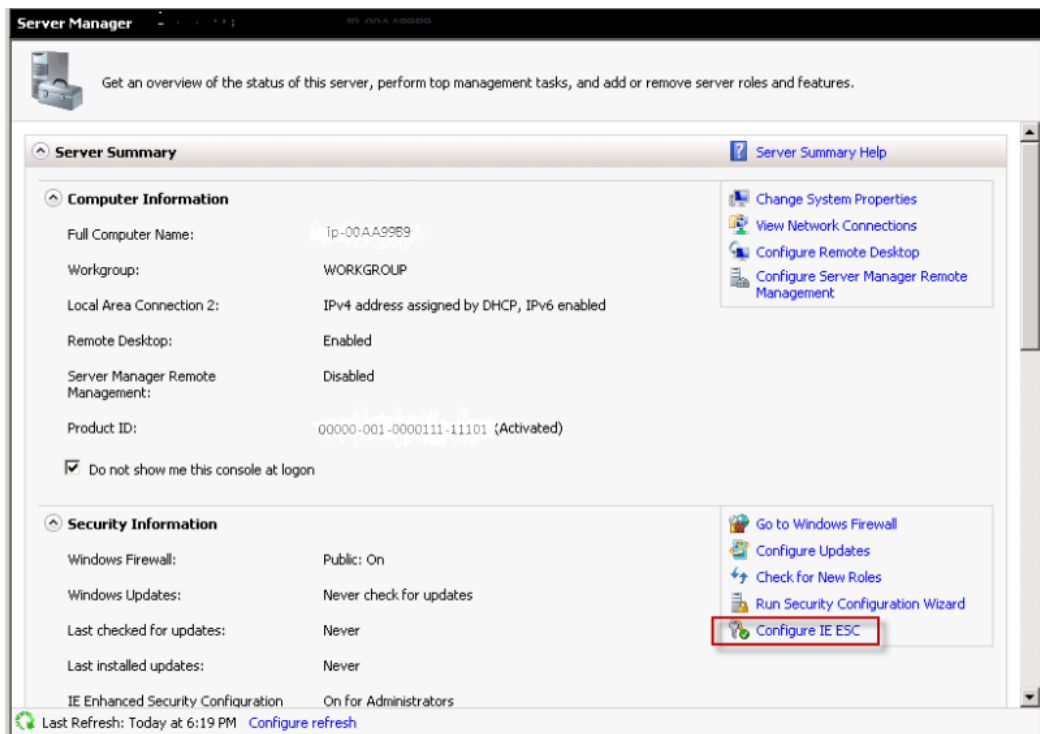 Server Manager
Get an overview of the status of this server, perform top management tasks, and add or remove server roles and features.
Server Summary
Server Summary Help
Computer Information
Change System Properties
View Network Connections
Configure Remote Desktop
Configure Server Manager Remote
Management
Full Computer Name: ip-00AA99B9
Workgroup: WORKGROUP
Local Area Connection 2: IPv4 address assigned by DHCP, IPv6 enabled
Remote Desktop: Enabled
Server Manager Remote
Management: Disabled
Product ID: 00000-001-0000111-11101 (Activated)
Do not show me this console at logon
Security Information
Go to Windows Firewall
Configure Updates
Check for New Roles
Run Security Configuration Wizard
Configure IE ESC
Windows Firewall: Public: On
Windows Updates: Never check for updates
Last checked for updates: Never
Last installed updates: Never
IE Enhanced Security Configuration On for Administrators
Last Refresh: Today at 6:19 PM Configure refresh